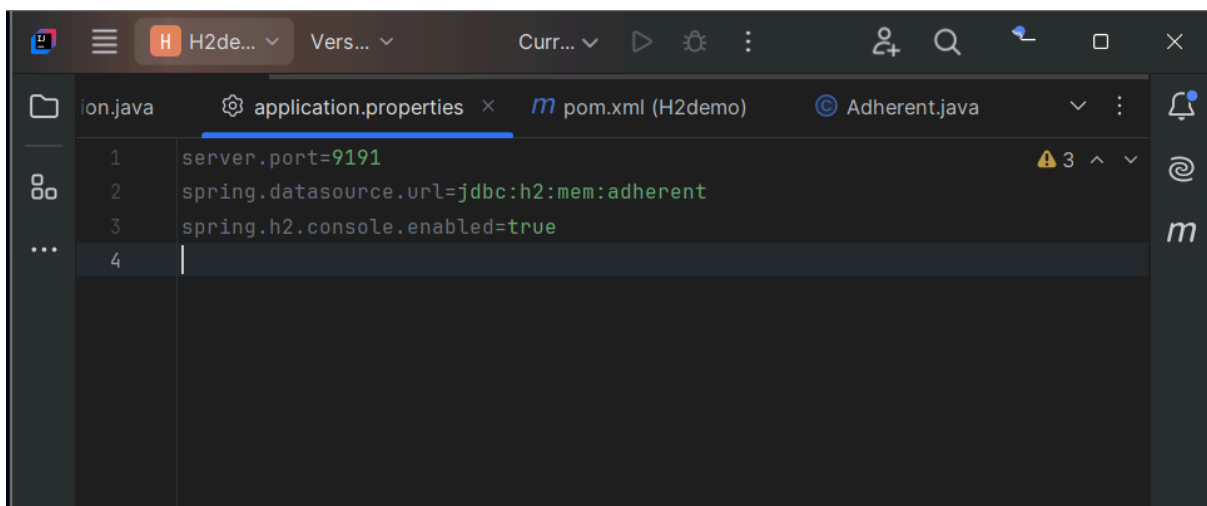 IJ
H H2de... Vers... Curr...
ion.java application.properties m pom.xml (H2demo) © Adherent.java
1 server.port=9191
2 spring.datasource.url=jdbc:h2:mem:adherent
3 spring.h2.console.enabled=true
4
3
m